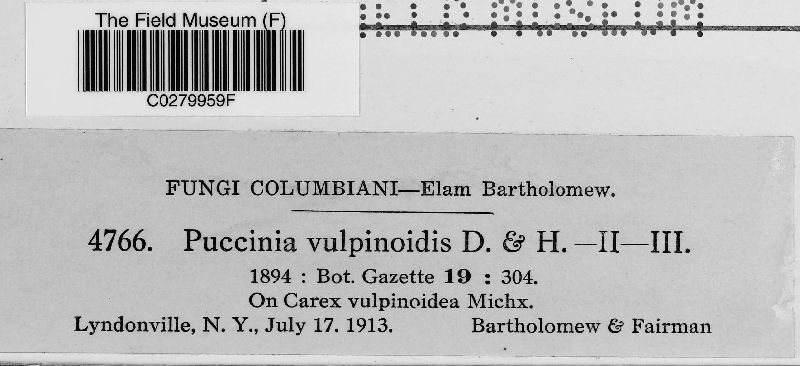 The Field Museum (F)
C0279959F
FUNGI COLUMBIANI—Elam Bartholomew.
4766. Puccinia vulpinoidis D. & H. —II—III.
1894 : Bot. Gazette 19 : 304.
On Carex vulpinoidea Michx.
Lyndonville, N. Y., July 17. 1913. Bartholomew & Fairman